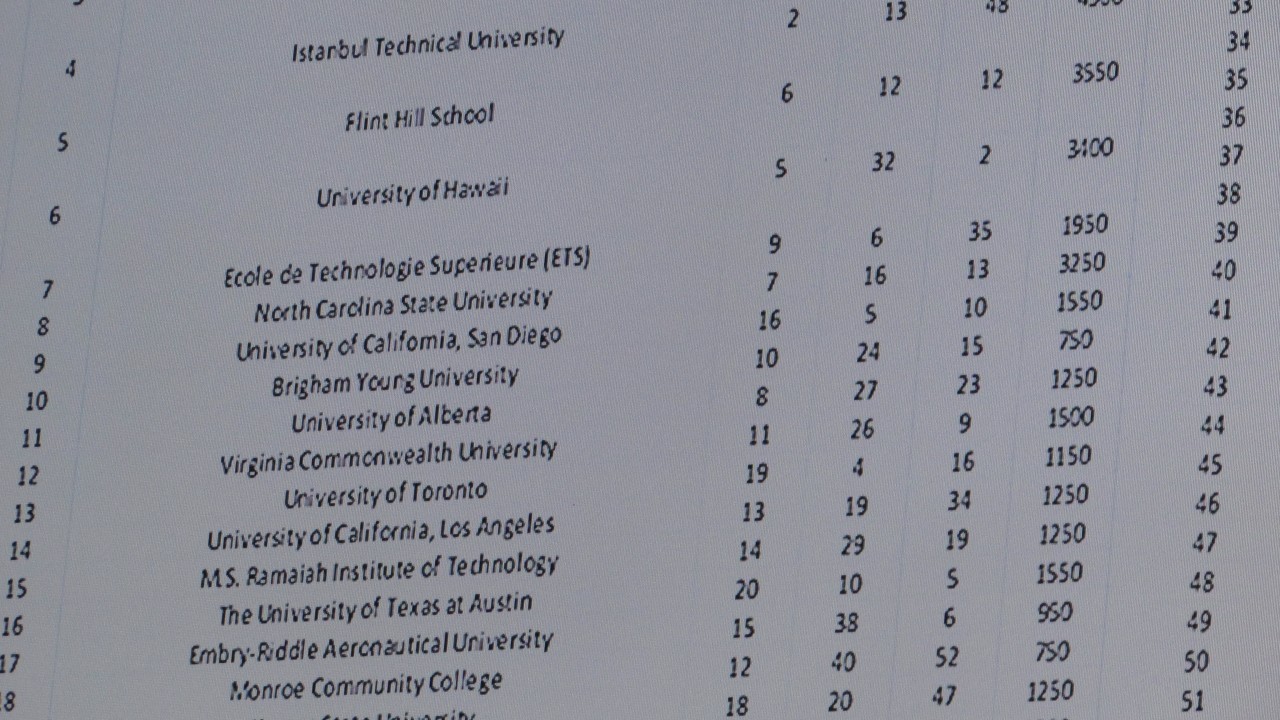 33
4 Istanbul Technical University 2 13 48
34
5 Flint Hill School 6 12 12 3550 35
36
6 University of Hawaii 5 32 2 3400 37
38
7 Ecole de Technologie Superieure (ETS) 9 6 35 1950 39
8 North Carolina State University 7 16 13 3250 40
9 University of California, San Diego 16 5 10 1550 41
10 Brigham Young University 10 24 15 750 42
11 University of Alberta 8 27 23 1250 43
12 Virginia Commonwealth University 11 26 9 1500 44
13 University of Toronto 19 4 16 1150 45
14 University of California, Los Angeles 13 19 34 1250 46
15 M.S. Ramaiah Institute of Technology 14 29 19 1250 47
16 The University of Texas at Austin 20 10 5 1550 48
17 Embry-Riddle Aeronautical University 15 38 6 950 49
18 Monroe Community College 12 40 52 750 50
State University 18 20 47 1250 51